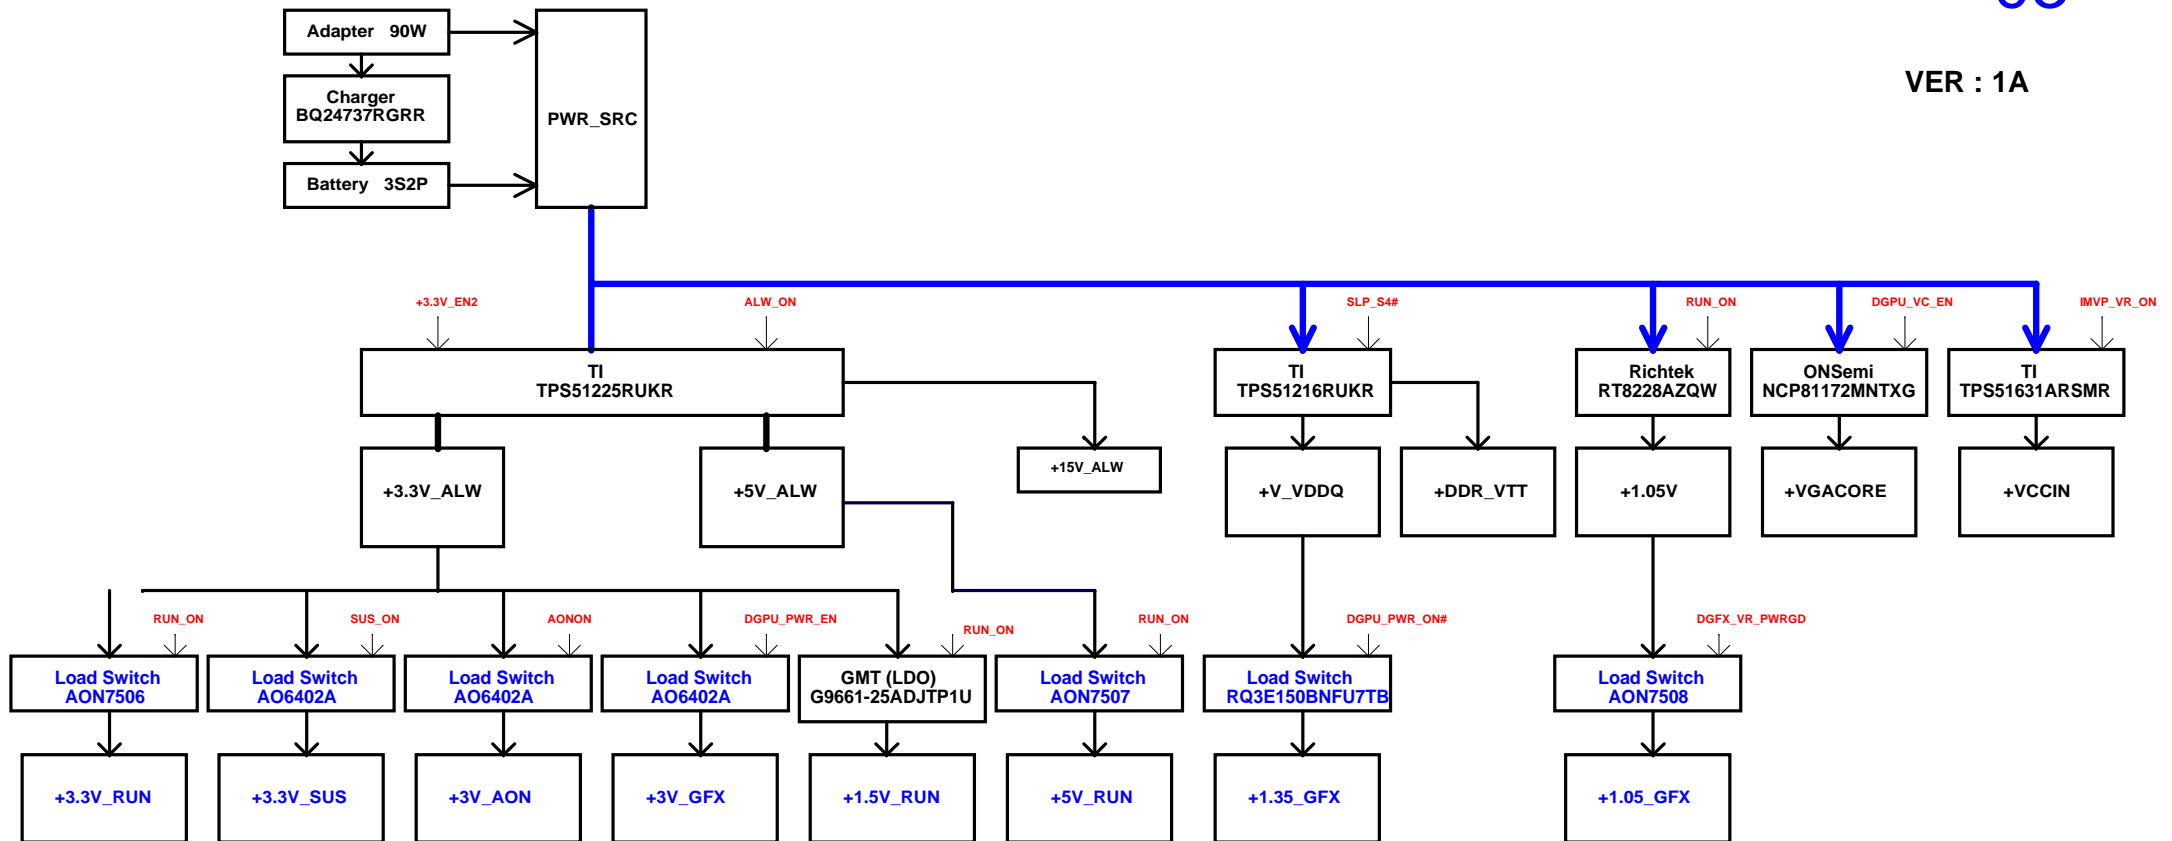 Adapter 90W
VER : 1A
Charger
BQ24737RGRR
PWR_SRC
Battery 3S2P
+3.3V_EN2
ALW_ON
SLP_S4#
RUN_ON
DGPU_VC_EN
IMVP_VR_ON
TI
TPS51225RUKR
TI
TPS51216RUKR
Richtek
RT8228AZQW
ONSemi
NCP81172MNTXG
TI
TPS51631ARSMR
+3.3V_ALW
+5V_ALW
+15V_ALW
+V_VDDQ
+DDR_VTT
+1.05V
+VGACORE
+VCCIN
RUN_ON
SUS_ON
AONON
DGPU_PWR_EN
RUN_ON
RUN_ON
DGPU_PWR_ON#
DGFX_VR_PWRGD
Load Switch
AON7506
Load Switch
AO6402A
Load Switch
AO6402A
Load Switch
AO6402A
GMT (LDO)
G9661-25ADJTP1U
Load Switch
AON7507
Load Switch
RQ3E150BNFU7TB
Load Switch
AON7508
+3.3V_RUN
+3.3V_SUS
+3V_AON
+3V_GFX
+1.5V_RUN
+5V_RUN
+1.35_GFX
+1.05_GFX